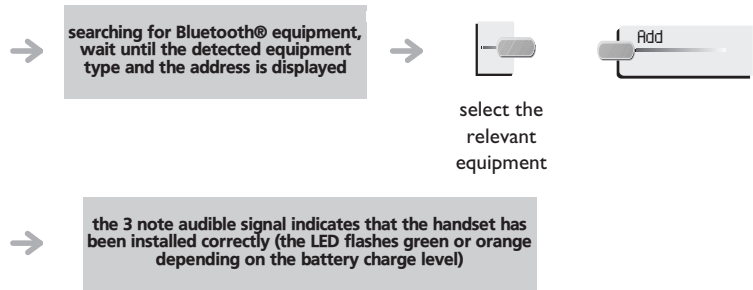 searching for Bluetooth® equipment,
wait until the detected equipment
type and the address is displayed
Add
select the
relevant
equipment
the 3 note audible signal indicates that the handset has
been installed correctly (the LED flashes green or orange
depending on the battery charge level)